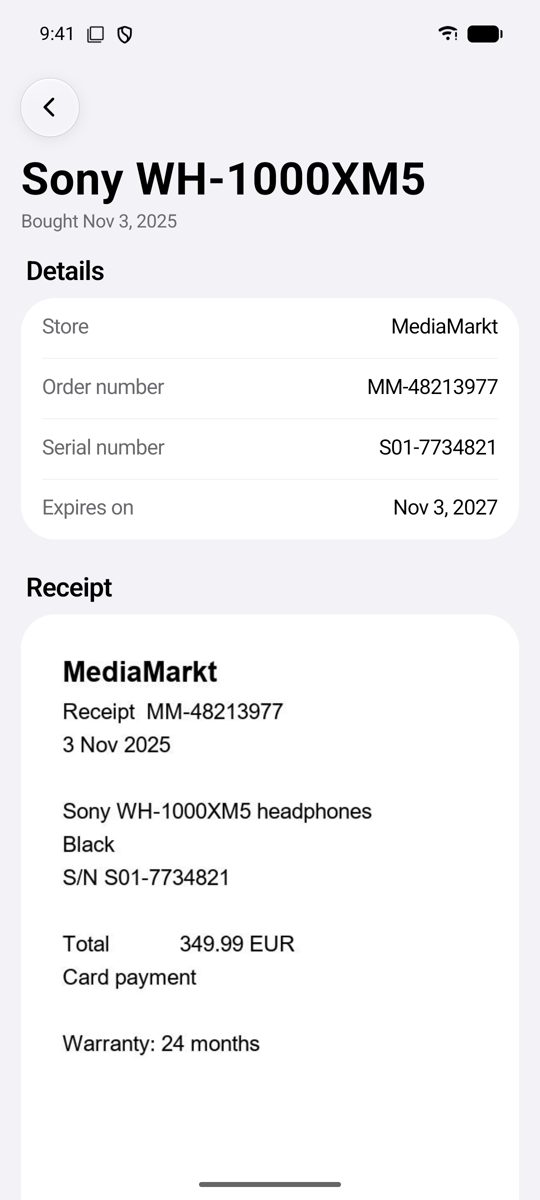 9:41
Sony WH-1000XM5
Bought Nov 3, 2025
Details
Store MediaMarkt
Order number MM-48213977
Serial number S01-7734821
Expires on Nov 3, 2027
Receipt
MediaMarkt
Receipt MM-48213977
3 Nov 2025
Sony WH-1000XM5 headphones
Black
S/N S01-7734821
Total 349.99 EUR
Card payment
Warranty: 24 months